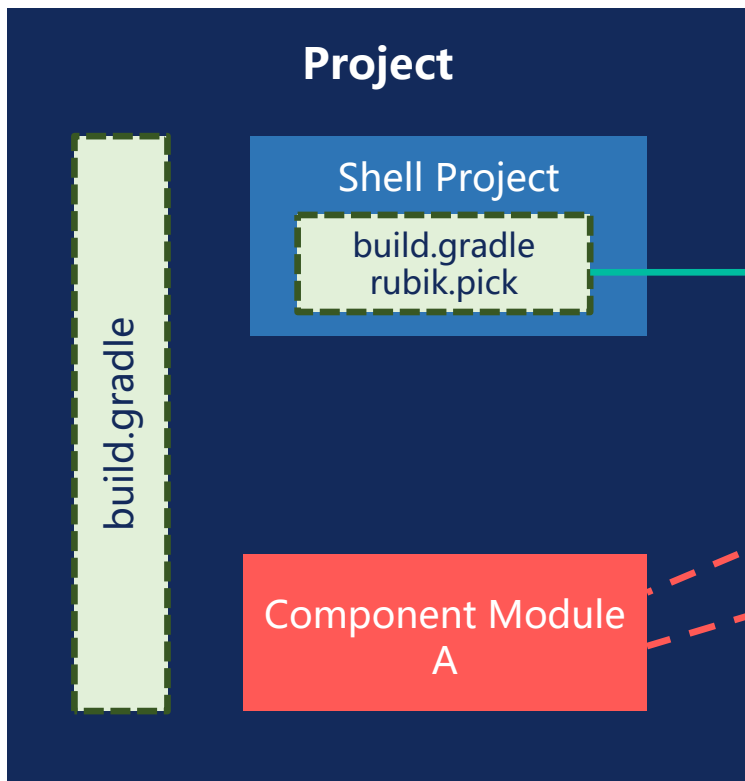 Project
build.gradle
Shell Project
build.gradle
rubik.pick
Component Module
A